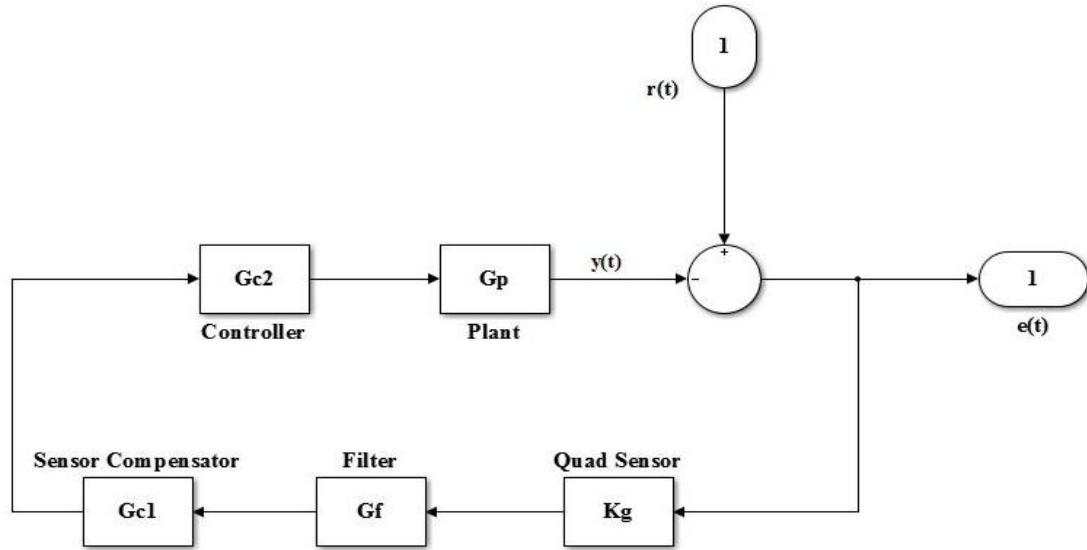 1
r(t)
+
Gc2
Gp
y(t)
-
1
Controller
Plant
e(t)
Sensor Compensator
Filter
Quad Sensor
Gc1
Gf
Kg